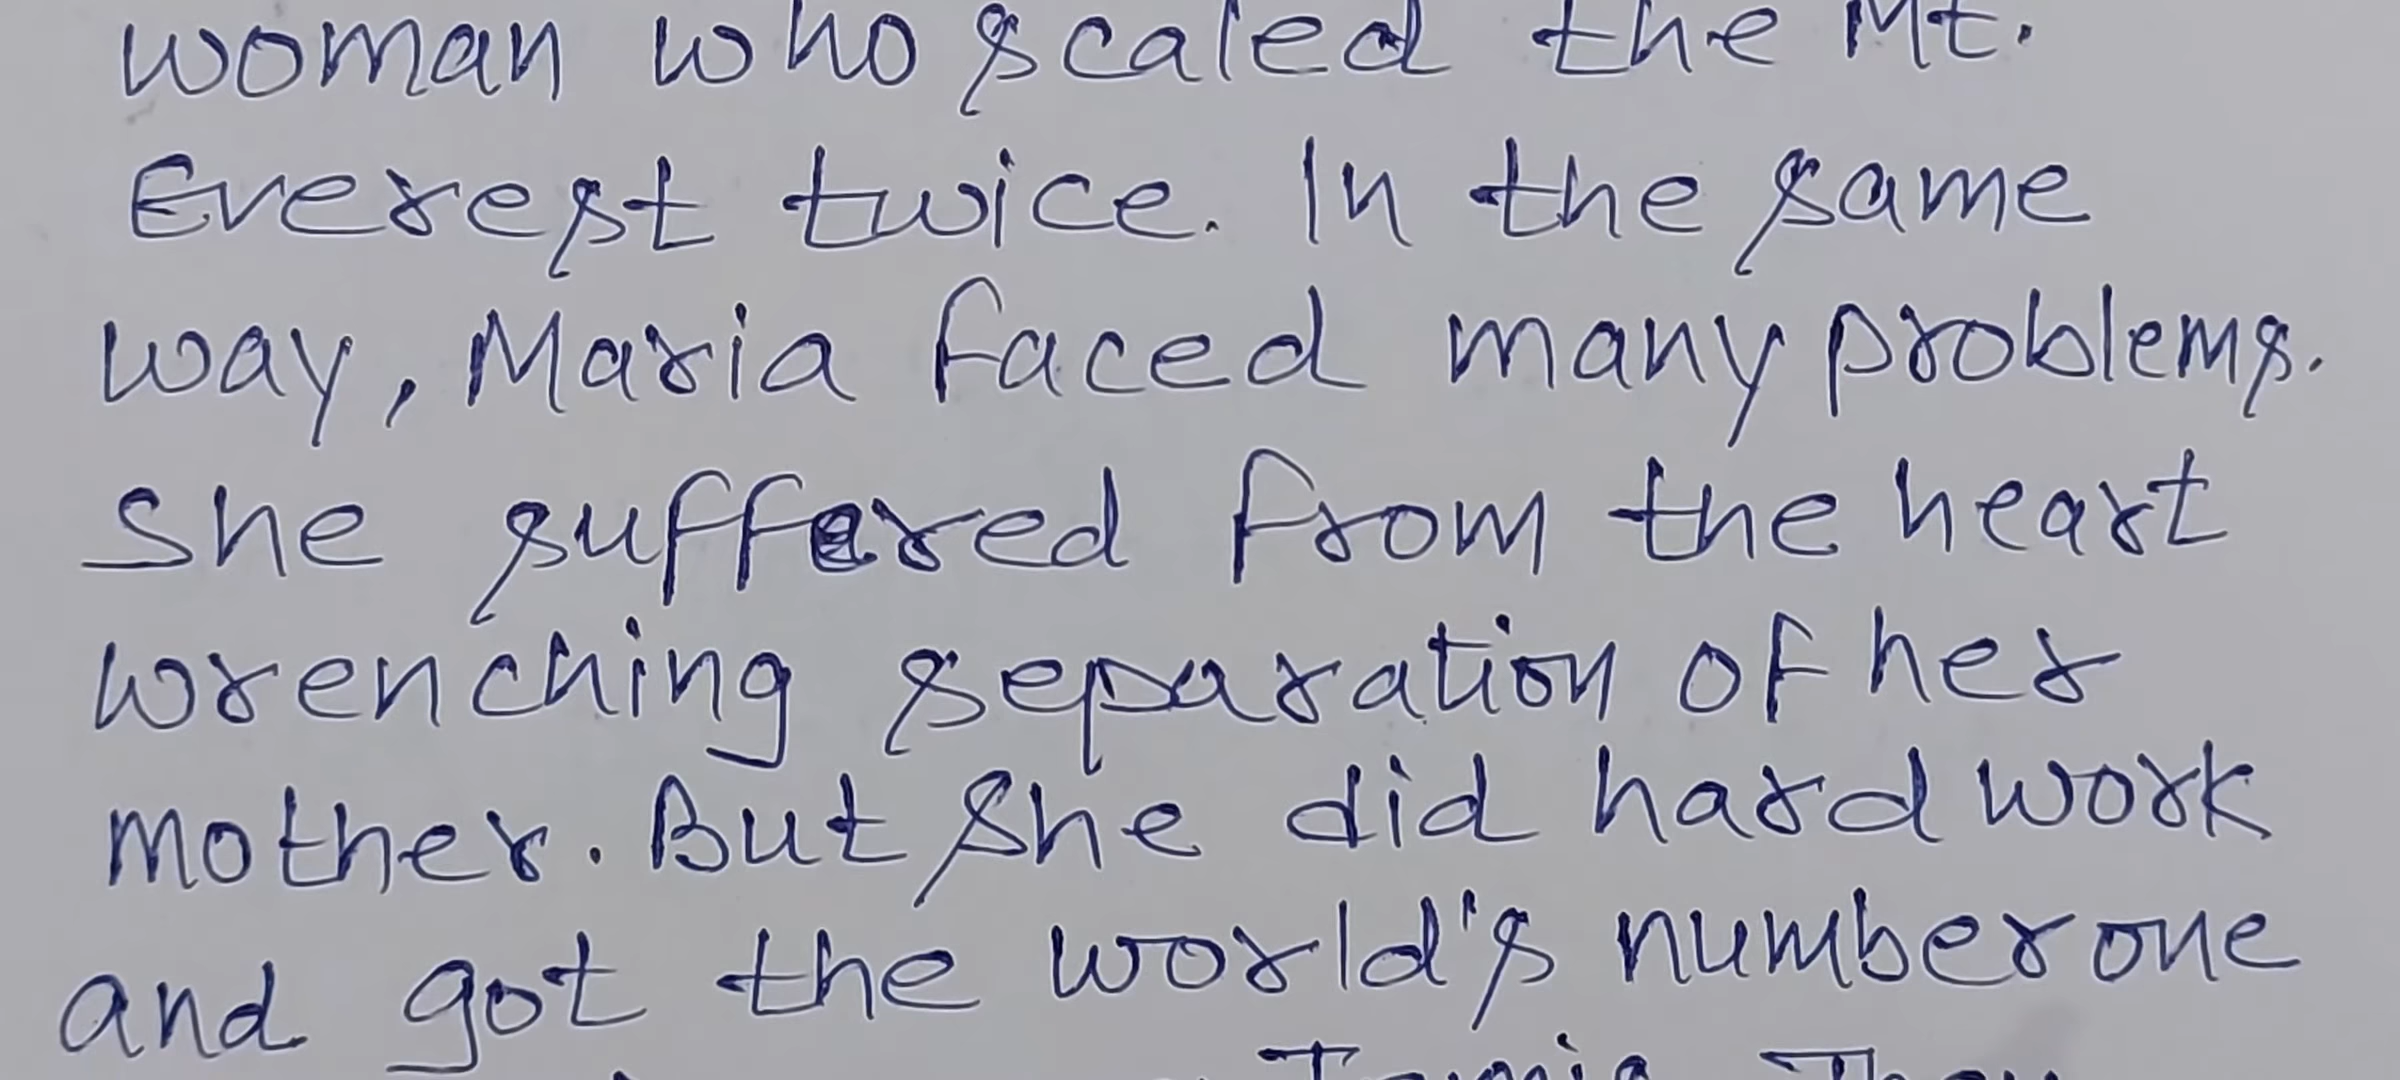 woman who scaled the Mt.
Everest twice. In the same
way, Maria faced many problems.
She suffered from the heart
wrenching separation of her
mother. But she did hard work
and got the world's number one